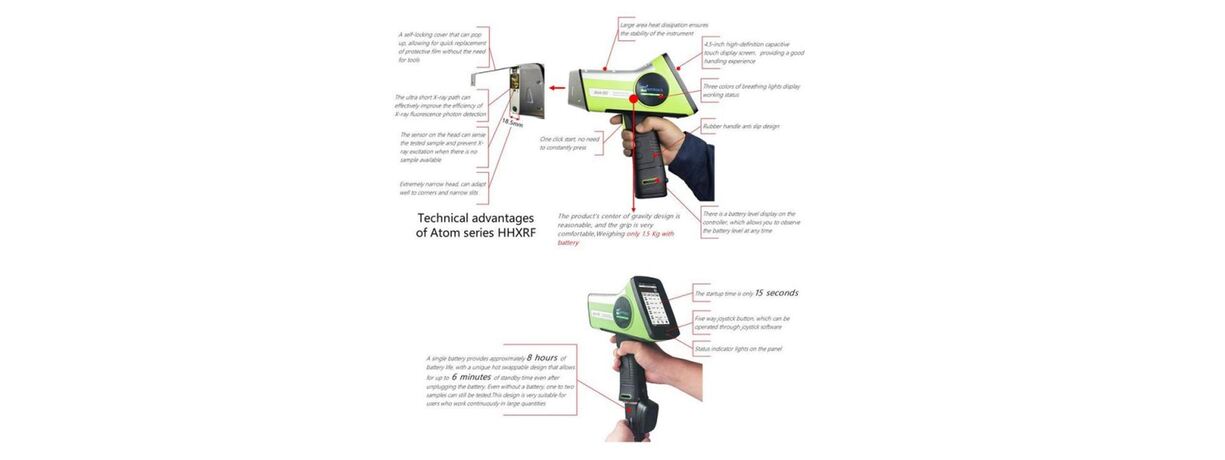 A self-locking cover that can pop
up, allowing for quick replacement
of protective film without the need
for tools
The ultra short X-ray path can
effectively improve the efficiency of
X-ray fluorescence photon detection
18.5mm
The sensor on the head can sense
the tested sample and prevent X-
ray excitation when there is no
sample available
Extremely narrow head, can adapt
well to corners and narrow slits
Large area heat dissipation ensures
the stability of the instrument
4.5-inch high-definition capacitive
touch display screen, providing a good
handling experience
Three colors of breathing lights display
working status
Rubber handle anti slip design
One click start, no need
to constantly press
There is a battery level display on the
controller, which allows you to observe
the battery level at any time
Technical advantages
of Atom series HHXRF
The product's center of gravity design is
reasonable, and the grip is very
comfortable,Weighing only 1.5 Kg with
battery
The startup time is only 15 seconds
Five way joystick button, which can be
operated through joystick software
Status indicator lights on the panel
A single battery provides approximately 8 hours of
battery life, with a unique hot swappable design that allows
for up to 6 minutes of standby time even after
unplugging the battery. Even without a battery, one to two
samples can still be tested.This design is very suitable for
users who work continuously in large quantities